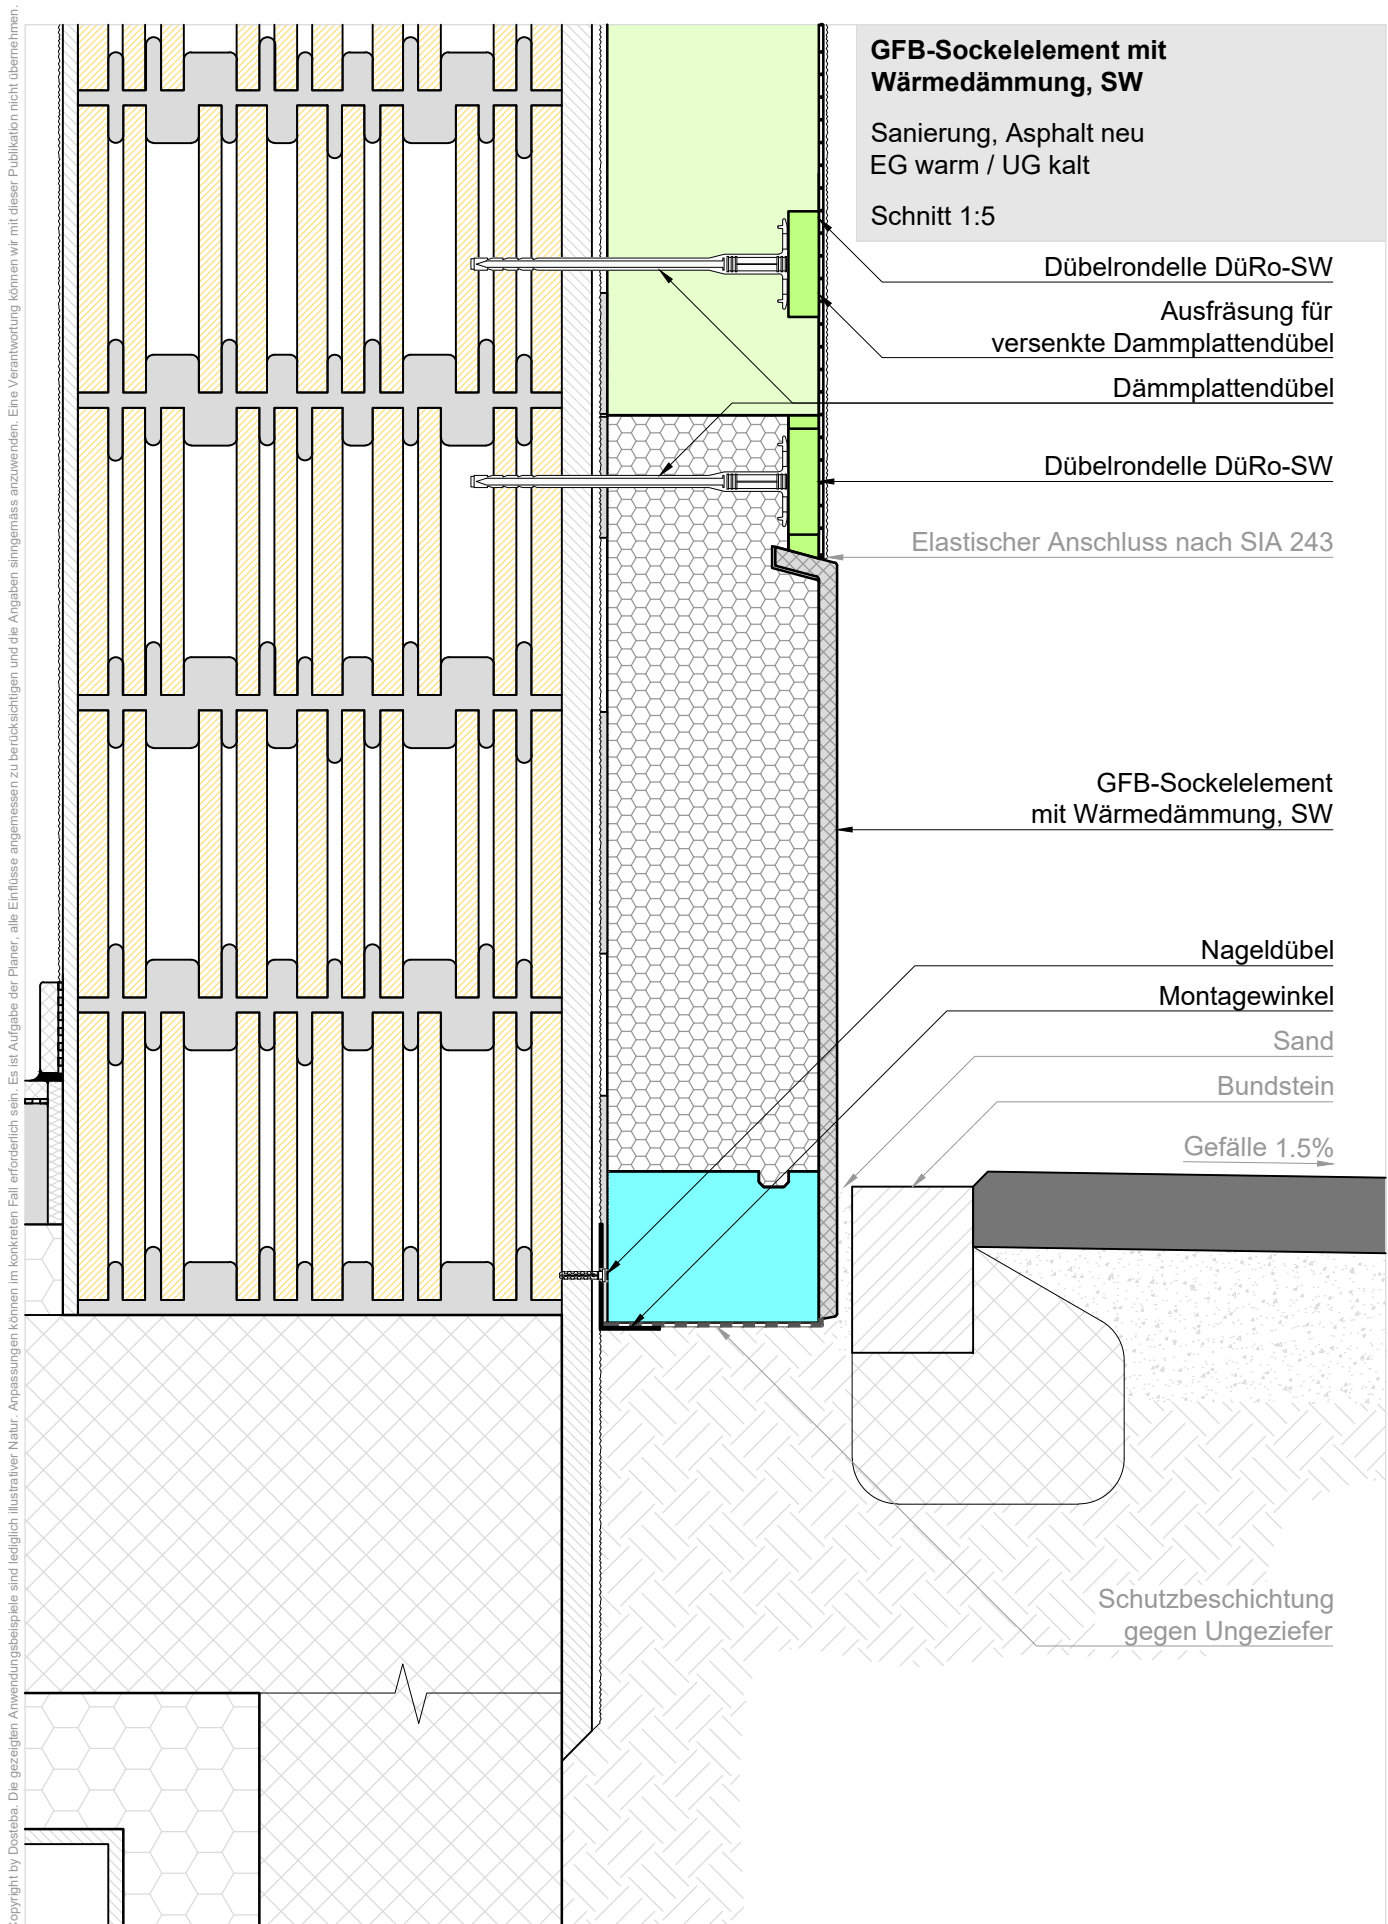 GFB-Sockelelement mit
Wärmedämmung, SW
Sanierung, Asphalt neu
EG warm / UG kalt
Schnitt 1:5
Dübelrondelle DüRo-SW
Ausfräsung für
versenkte Dammplattendübel
Dämmplattendübel
Dübelrondelle DüRo-SW
Elastischer Anschluss nach SIA 243
GFB-Sockelelement
mit Wärmedämmung, SW
Nageldübel
Montagewinkel
Sand
Bundstein
Gefälle 1.5%
Schutzbeschichtung
gegen Ungeziefer
Copyright by Dosteba. Die gezeigten Anwendungsbeispiele sind lediglich illustrativer Natur. Anpassungen können im konkreten Fall erforderlich sein. Es ist Aufgabe der Planer, alle Einflüsse angemessen zu berücksichtigen und die Angaben sinngemäss anzuwenden. Eine Verantwortung können wir mit dieser Publikation nicht übernehmen.